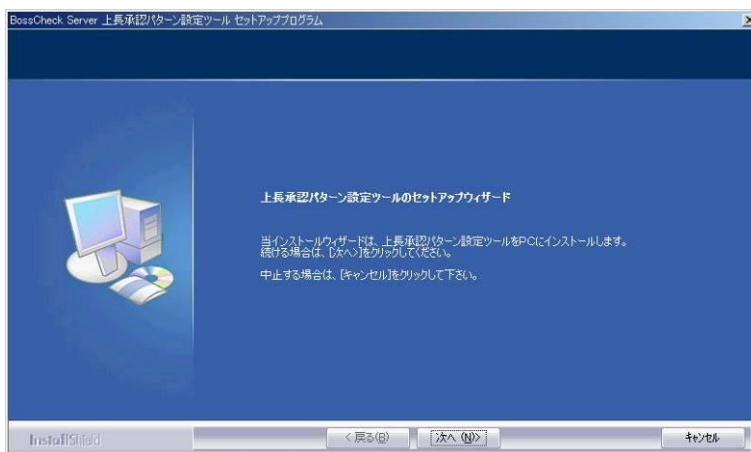 BossCheck Server 上長承認パターン設定ツール セットアッププログラム
上長承認パターン設定ツールのセットアップウィザード
当インストールウィザードは、上長承認パターン設定ツールをPCにインストールします。
続ける場合は、[次へ>]をクリックしてください。
中止する場合は、[キャンセル]をクリックして下さい。
InstallShield
< 戻る(B)
次へ (N)>
キャンセル